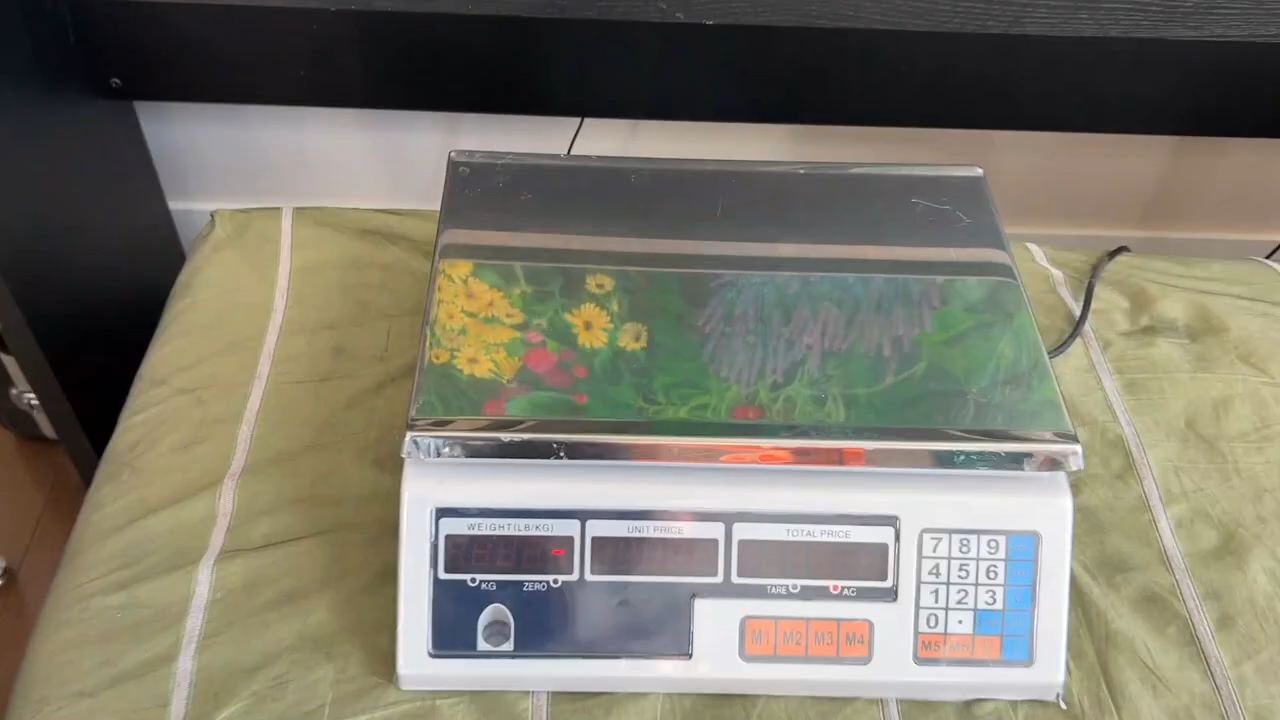 WEIGHT(LB/KG) UNIT PRICE TOTAL PRICE
KG ZERO TARE AC
7 8 9
4 5 6
1 2 3
0 .
M1 M2 M3 M4
M5 M6